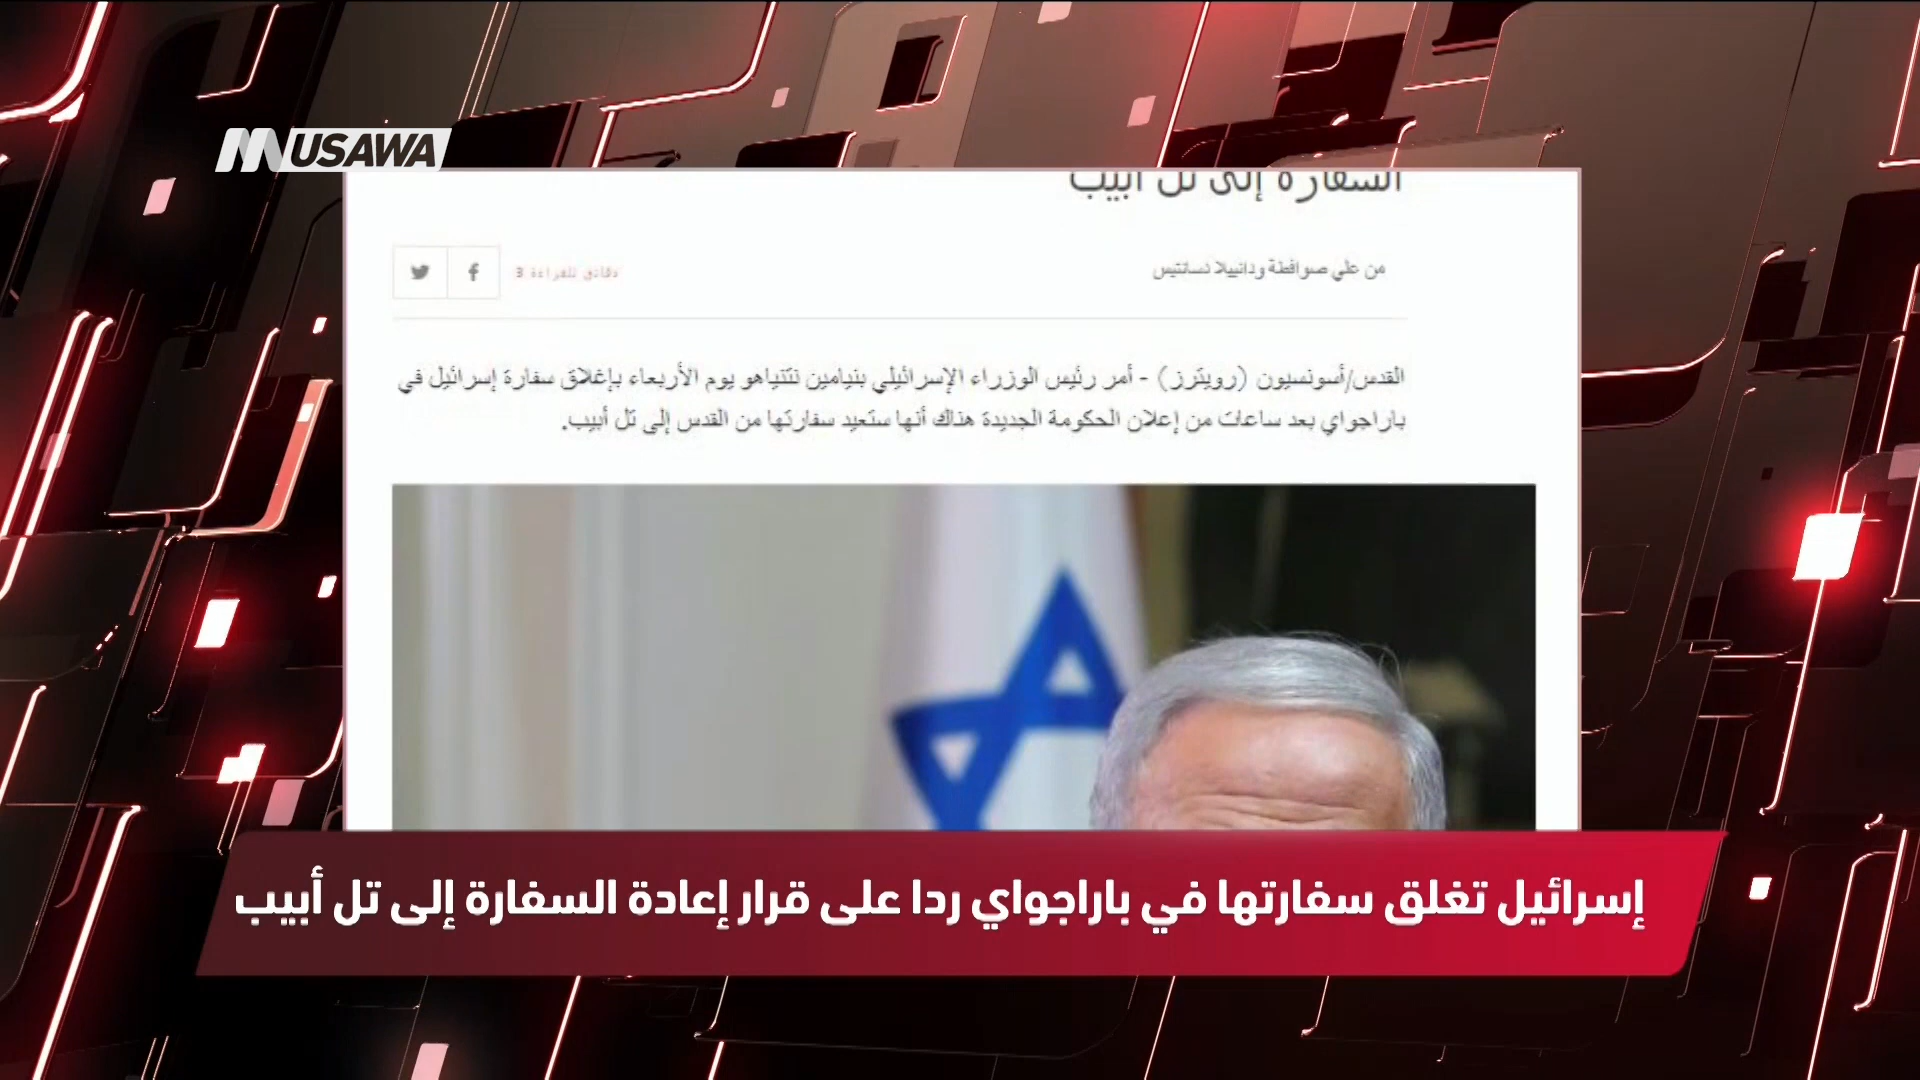 MUSAWA
السفارة إلى تل أبيب
من علي صوافطة ودانييلا ديسانتيس
3 دقائق للقراءة
القدس/أسونسيون (رويترز) - أمر رئيس الوزراء الإسرائيلي بنيامين نتنياهو يوم الأربعاء بإغلاق سفارة إسرائيل في
باراجواي بعد ساعات من إعلان الحكومة الجديدة هناك أنها ستعيد سفارتها من القدس إلى تل أبيب.
إسرائيل تغلق سفارتها في باراجواي ردا على قرار إعادة السفارة إلى تل أبيب